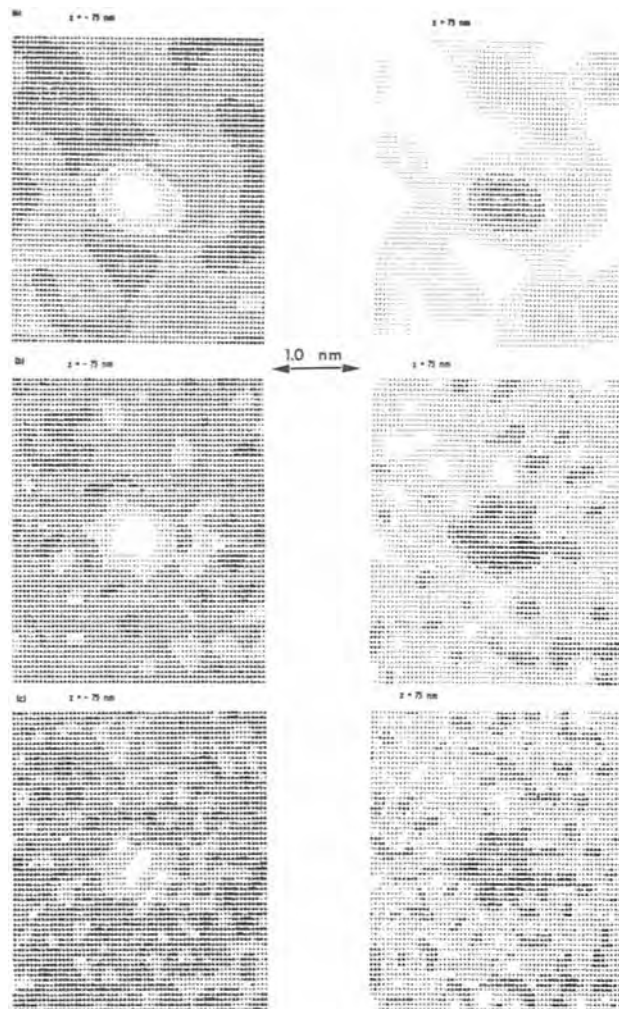 (a) z = - 75 nm z = 75 nm
1.0 nm
(b) z = - 75 nm z = 75 nm
(c) z = - 75 nm z = 75 nm